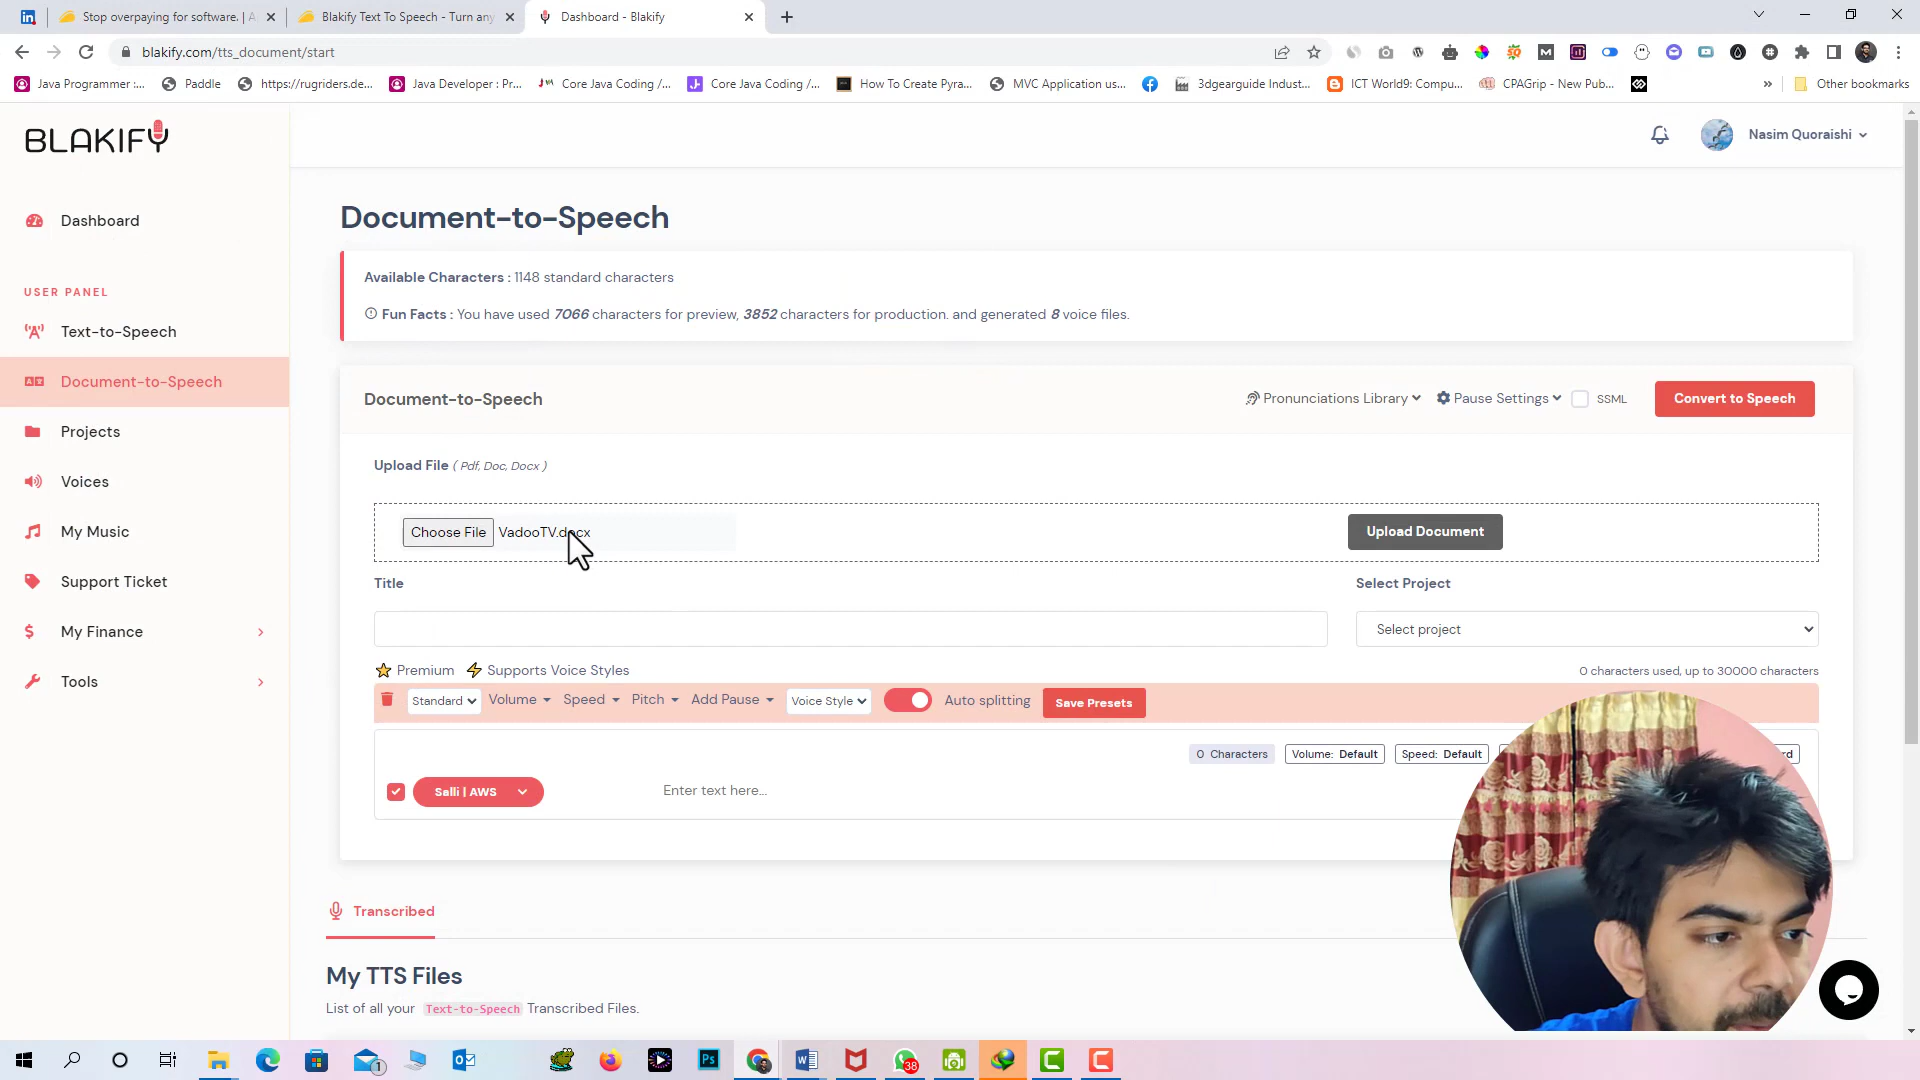 Stop overpaying for software. | A
Blakify Text To Speech - Turn any
Dashboard - Blakify
blakify.com/tts_document/start
Java Programmer :...
Paddle
https://rugriders.de...
Java Developer : Pr...
Core Java Coding /...
Core Java Coding /...
How To Create Pyra...
MVC Application us...
3dgearguide Indust...
ICT World9: Compu...
CPAGrip - New Pub...
»
Other bookmarks
BLAKIFY
Nasim Quoraishi
Dashboard
USER PANEL
Text-to-Speech
Document-to-Speech
Projects
Voices
My Music
Support Ticket
My Finance
Tools
Document-to-Speech
Available Characters : 1148 standard characters
Fun Facts : You have used 7066 characters for preview, 3852 characters for production. and generated 8 voice files.
Document-to-Speech
Pronunciations Library
Pause Settings
SSML
Convert to Speech
Upload File ( Pdf, Doc, Docx )
Choose File VadooTV.docx
Upload Document
Title
Select Project
Select project
Premium
Supports Voice Styles
0 characters used, up to 30000 characters
Standard
Volume
Speed
Pitch
Add Pause
Voice Style
Auto splitting
Save Presets
0 Characters
Volume: Default
Speed: Default
Salli | AWS
Enter text here...
Transcribed
My TTS Files
List of all your Text-to-Speech Transcribed Files.
38
1
Ps